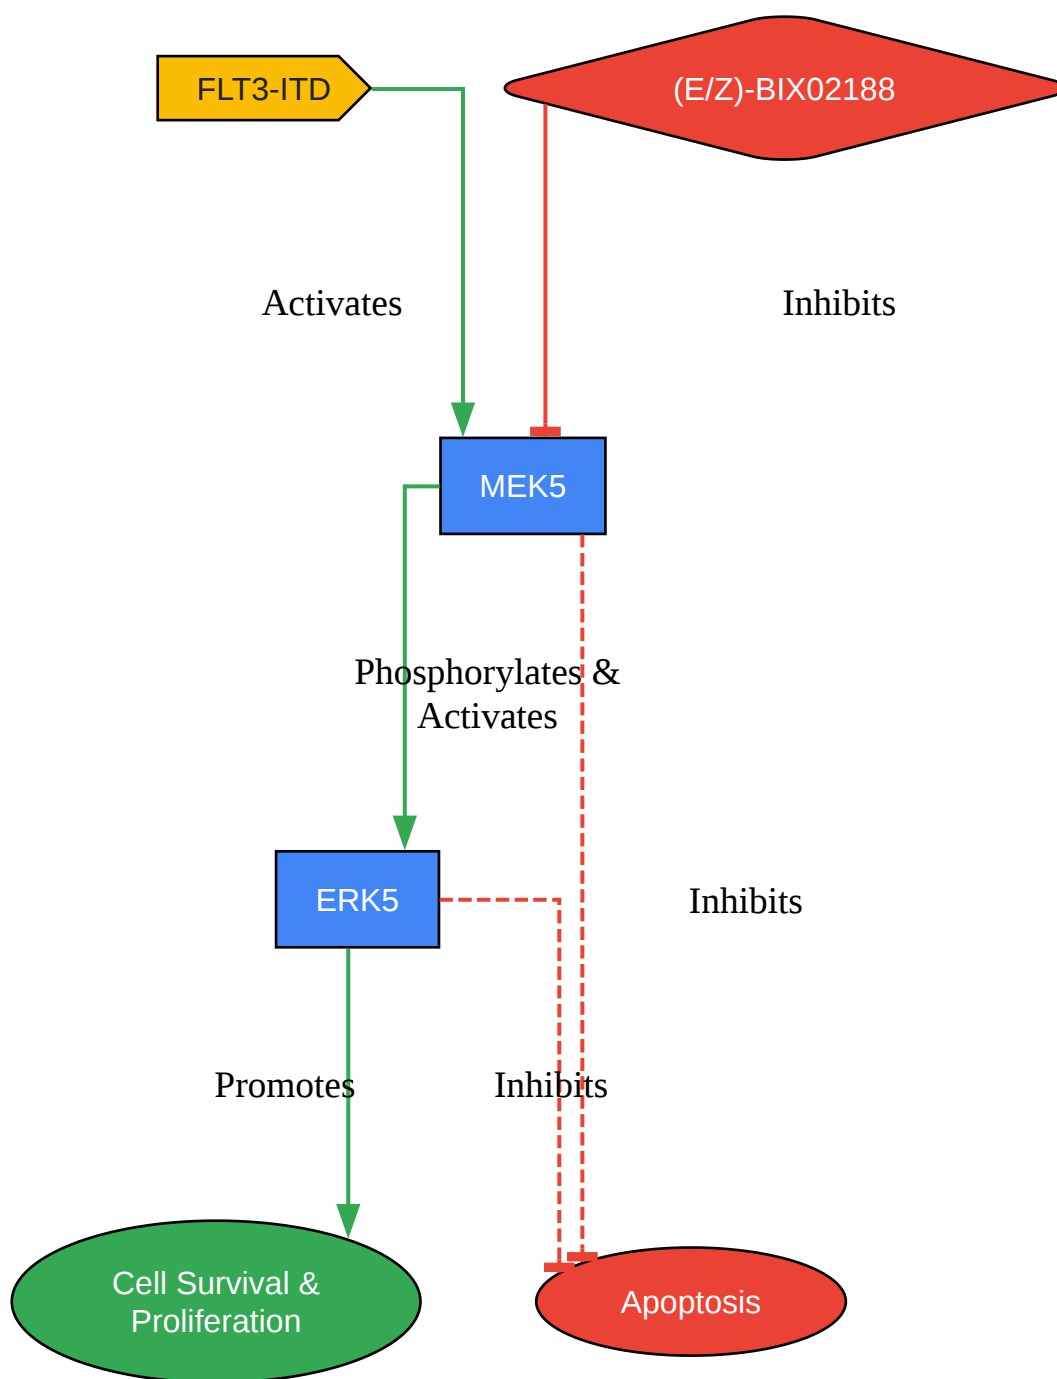 FLT3-ITD
(E/Z)-BIX02188
Activates
Inhibits
MEK5
Phosphorylates &
Activates
ERK5
Inhibits
Promotes
Inhibits
Cell Survival &
Proliferation
Apoptosis